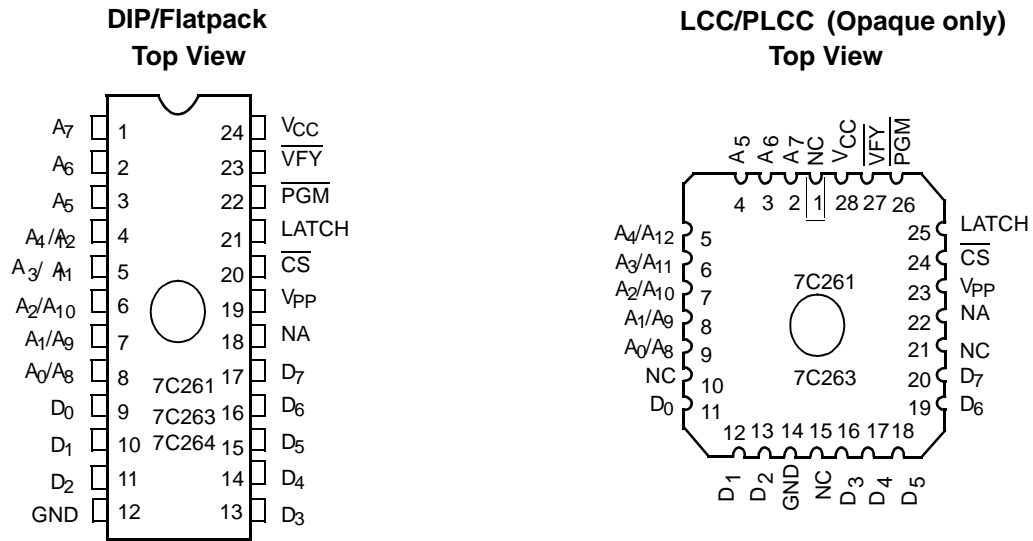 DIP/Flatpack
Top View
A7 1 24 VCC
A6 2 23 VFY
A5 3 22 PGM
A4/A12 4 21 LATCH
A3/ A11 5 20 CS
A2/A10 6 19 VPP
A1/A9 7 18 NA
A0/A8 8 17 D7
7C261
D0 9 16 D6
7C263
D1 10 15 D5
7C264
D2 11 14 D4
GND 12 13 D3
LCC/PLCC (Opaque only)
Top View
A5 A6 A7 NC VCC VFY PGM
4 3 2 1 28 27 26
A4/A12 5 25 LATCH
A3/A11 6 24 CS
A2/A10 7 23 VPP
7C261
A1/A9 8 22 NA
A0/A8 9 21 NC
7C263
NC 10 20 D7
D0 11 19 D6
12 13 14 15 16 17 18
D1 D2 GND NC D3 D4 D5